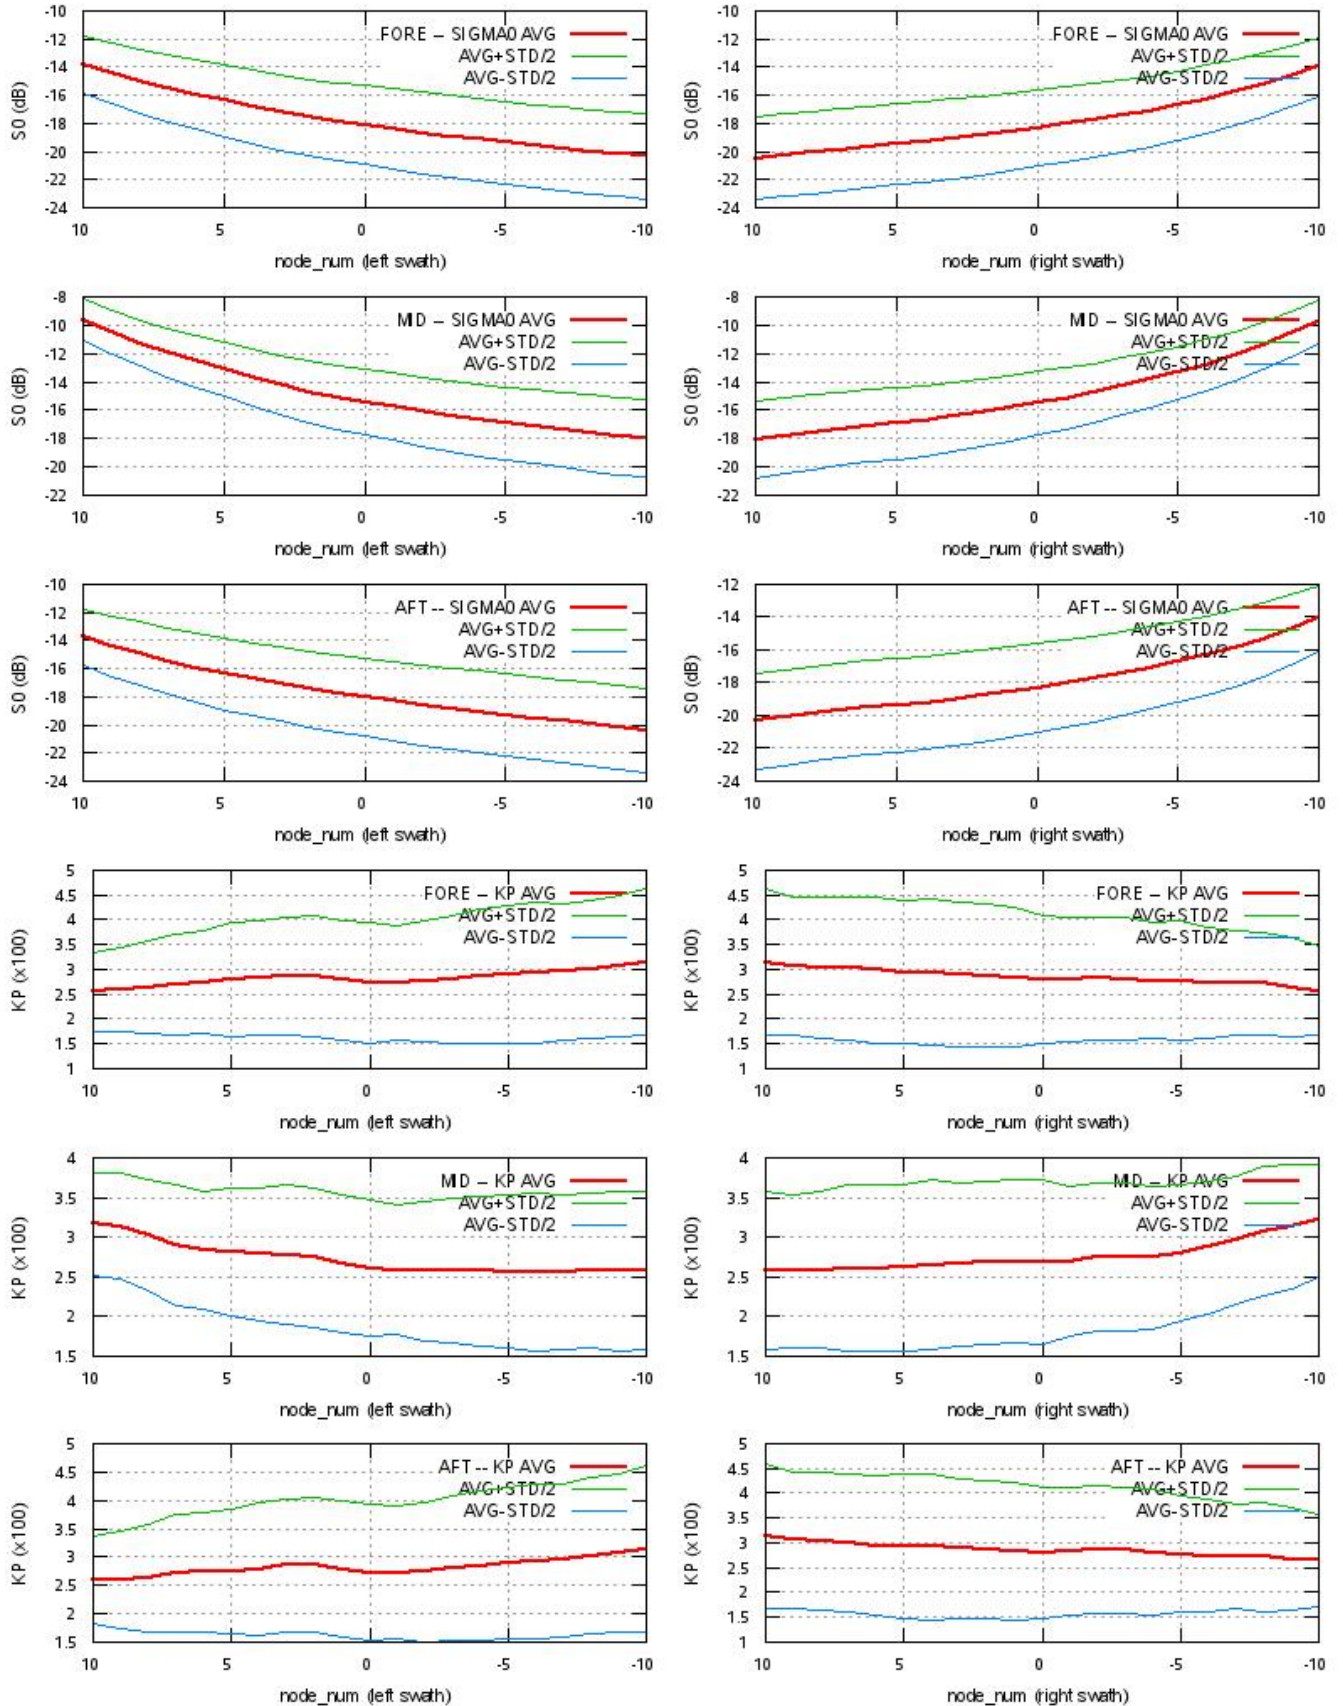 -10
-12
-14
-16
-18
-20
-22
-24
S0 (dB)
FORE -- SIGMA0 AVG
AVG+STD/2
AVG-STD/2
10 5 0 -5 -10
node_num (left swath)
-10
-12
-14
-16
-18
-20
-22
-24
S0 (dB)
FORE -- SIGMA0 AVG
AVG+STD/2
AVG-STD/2
10 5 0 -5 -10
node_num (right swath)
-8
-10
-12
-14
-16
-18
-20
-22
S0 (dB)
MID -- SIGMA0 AVG
AVG+STD/2
AVG-STD/2
10 5 0 -5 -10
node_num (left swath)
-8
-10
-12
-14
-16
-18
-20
-22
S0 (dB)
MID -- SIGMA0 AVG
AVG+STD/2
AVG-STD/2
10 5 0 -5 -10
node_num (right swath)
-10
-12
-14
-16
-18
-20
-22
-24
S0 (dB)
AFT -- SIGMA0 AVG
AVG+STD/2
AVG-STD/2
10 5 0 -5 -10
node_num (left swath)
-12
-14
-16
-18
-20
-22
-24
S0 (dB)
AFT -- SIGMA0 AVG
AVG+STD/2
AVG-STD/2
10 5 0 -5 -10
node_num (right swath)
5
4.5
4
3.5
3
2.5
2
1.5
1
KP (x100)
FORE -- KP AVG
AVG+STD/2
AVG-STD/2
10 5 0 -5 -10
node_num (left swath)
5
4.5
4
3.5
3
2.5
2
1.5
1
KP (x100)
FORE -- KP AVG
AVG+STD/2
AVG-STD/2
10 5 0 -5 -10
node_num (right swath)
4
3.5
3
2.5
2
1.5
KP (x100)
MID -- KP AVG
AVG+STD/2
AVG-STD/2
10 5 0 -5 -10
node_num (left swath)
4
3.5
3
2.5
2
1.5
KP (x100)
MID -- KP AVG
AVG+STD/2
AVG-STD/2
10 5 0 -5 -10
node_num (right swath)
5
4.5
4
3.5
3
2.5
2
1.5
KP (x100)
AFT -- KP AVG
AVG+STD/2
AVG-STD/2
10 5 0 -5 -10
node_num (left swath)
5
4.5
4
3.5
3
2.5
2
1.5
1
KP (x100)
AFT -- KP AVG
AVG+STD/2
AVG-STD/2
10 5 0 -5 -10
node_num (right swath)